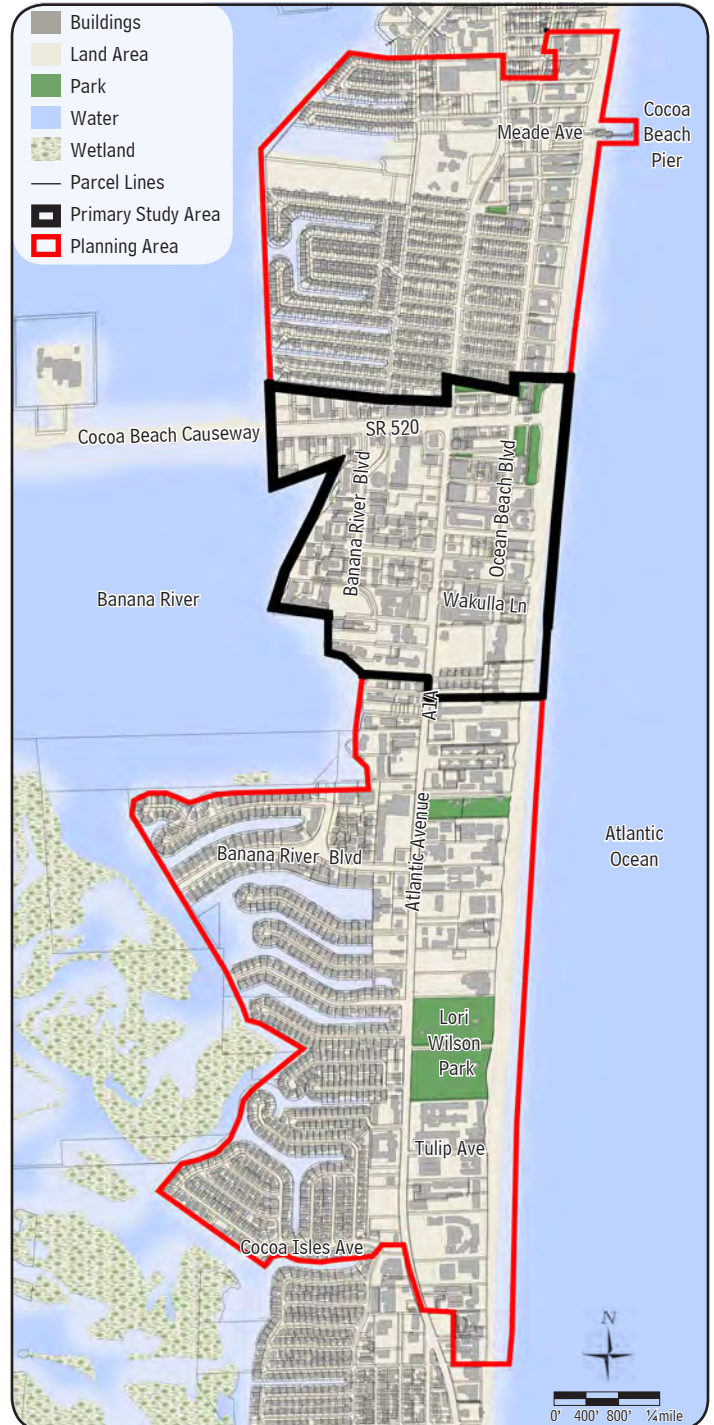 Buildings
Land Area
Park
Water
Wetland
Parcel Lines
Primary Study Area
Planning Area
Meade Ave
Cocoa
Beach
Pier
Cocoa Beach Causeway
SR 520
Banana River Blvd
Ocean Beach Blvd
Banana River
Wakulla Ln
A1A
Atlantic Avenue
Atlantic
Ocean
Banana River Blvd
Lori
Wilson
Park
Tulip Ave
Cocoa Isles Ave
N
0' 400' 800' ¼mile